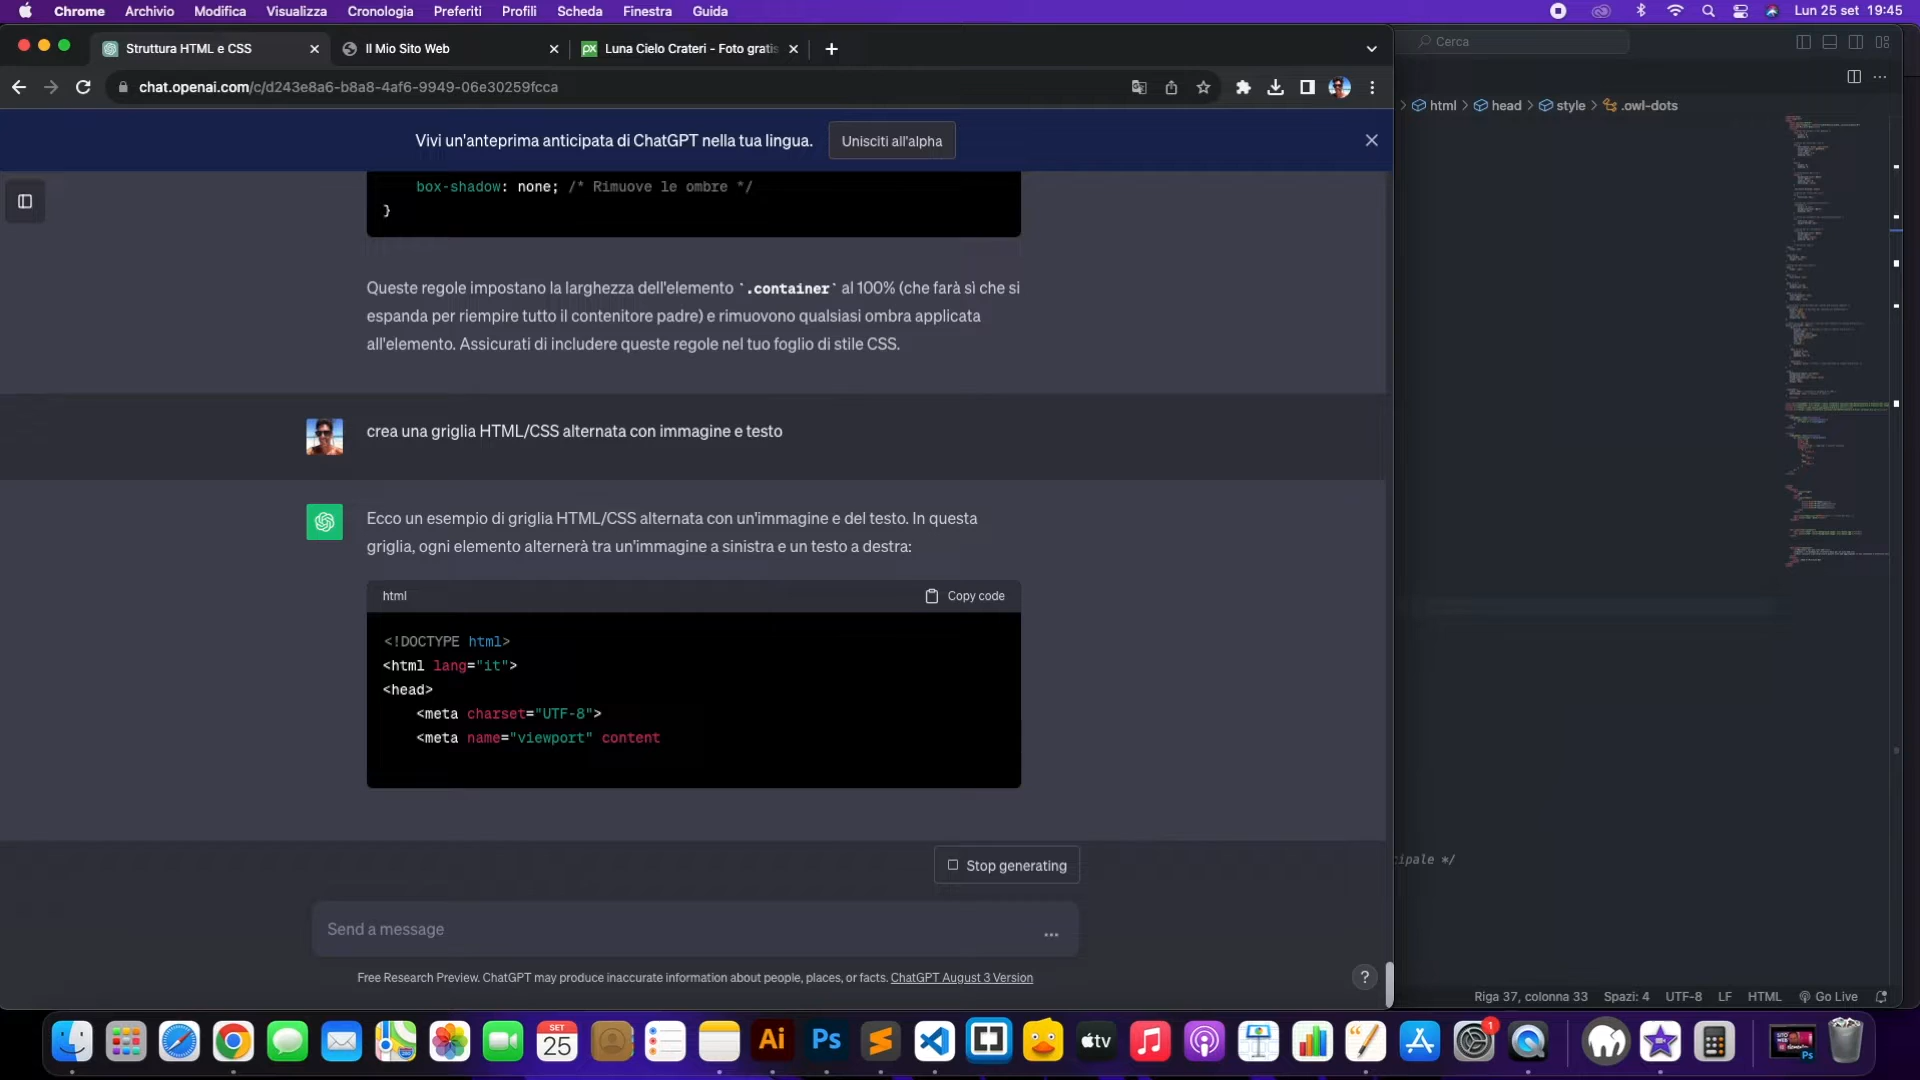 Chrome Archivio Modifica Visualizza Cronologia Preferiti Profili Scheda Finestra Guida Lun 25 set 19:45
Struttura HTML e CSS Il Mio Sito Web Luna Cielo Crateri - Foto gratis
Cerca
chat.openai.com/c/d243e8a6-b8a8-4af6-9949-06e30259fcca
html > head > style > .owl-dots
Vivi un'anteprima anticipata di ChatGPT nella tua lingua. Unisciti all'alpha
box-shadow: none; /* Rimuove le ombre */
}
Queste regole impostano la larghezza dell'elemento `.container` al 100% (che farà sì che si
espanda per riempire tutto il contenitore padre) e rimuovono qualsiasi ombra applicata
all'elemento. Assicurati di includere queste regole nel tuo foglio di stile CSS.
crea una griglia HTML/CSS alternata con immagine e testo
Ecco un esempio di griglia HTML/CSS alternata con un'immagine e del testo. In questa
griglia, ogni elemento alternerà tra un'immagine a sinistra e un testo a destra:
html Copy code
<!DOCTYPE html>
<html lang="it">
<head>
<meta charset="UTF-8">
<meta name="viewport" content
Stop generating
cipale */
Send a message
Free Research Preview. ChatGPT may produce inaccurate information about people, places, or facts. ChatGPT August 3 Version
?
Riga 37, colonna 33 Spazi: 4 UTF-8 LF HTML Go Live
SET
25
Ai
Ps
tv
1
Ps